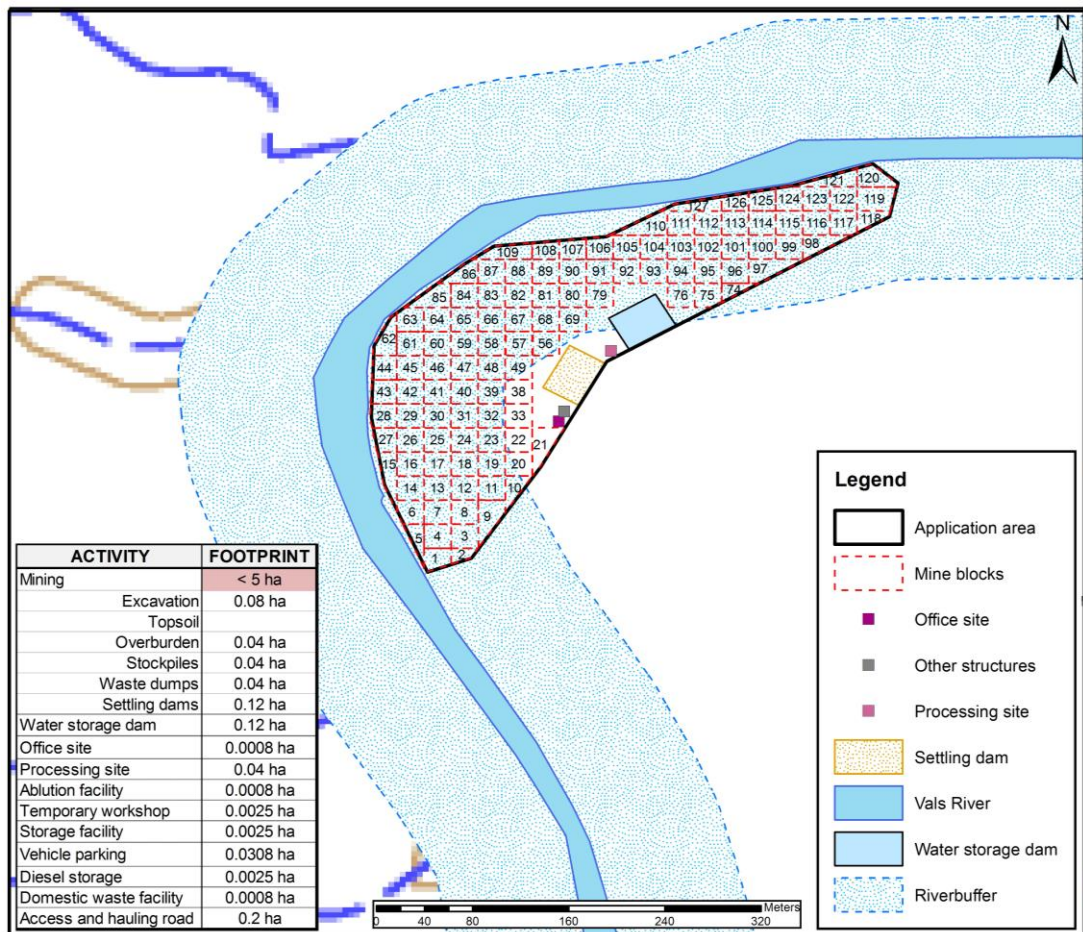 N
120
121
126 125 124 123 122 119
127
110 111 112 113 114 115 116 117 118
109 108 107 106 105 104 103 102 101 100 99 98
86 87 88 89 90 91 92 93 94 95 96 97
85 84 83 82 81 80 79 76 75 74
63 64 65 66 67 68 69
62 61 60 59 58 57 56
44 45 46 47 48 49
43 42 41 40 39 38
28 29 30 31 32 33
27 26 25 24 23 22 21
15 16 17 18 19 20
14 13 12 11 10
6 7 8 9
5 4 3
1 2
ACTIVITY FOOTPRINT
Mining < 5 ha
Excavation 0.08 ha
Topsoil
Overburden 0.04 ha
Stockpiles 0.04 ha
Waste dumps 0.04 ha
Settling dams 0.12 ha
Water storage dam 0.12 ha
Office site 0.0008 ha
Processing site 0.04 ha
Ablution facility 0.0008 ha
Temporary workshop 0.0025 ha
Storage facility 0.0025 ha
Vehicle parking 0.0308 ha
Diesel storage 0.0025 ha
Domestic waste facility 0.0008 ha
Access and hauling road 0.2 ha
Legend
Application area
Mine blocks
Office site
Other structures
Processing site
Settling dam
Vals River
Water storage dam
Riverbuffer
Meters
0 40 80 160 240 320